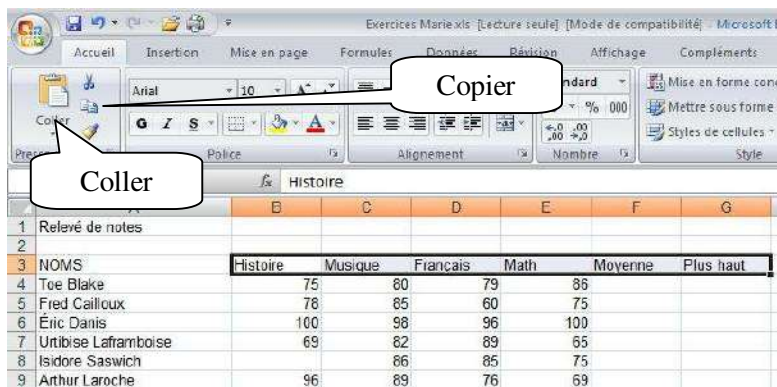 Exercices Marie.xls [Lecture seule] [Mode de compatibilité] - Microsoft
Accueil Insertion Mise en page Formules Données Révision Affichage Compléments
Arial 10 Copier ndard Mise en forme con
Coller G I S % 000 Mettre sous forme
Styles de cellules
Police Alignement Nombre Style
Coller fx Histoire
B C D E F G
1 Relevé de notes
2
3 NOMS Histoire Musique Français Math Moyenne Plus haut
4 Toe Blake 75 80 79 86
5 Fred Cailloux 78 85 60 75
6 Éric Danis 100 98 96 100
7 Urtibise Laframboise 69 82 89 65
8 Isidore Saswich 86 85 75
9 Arthur Laroche 96 89 76 69